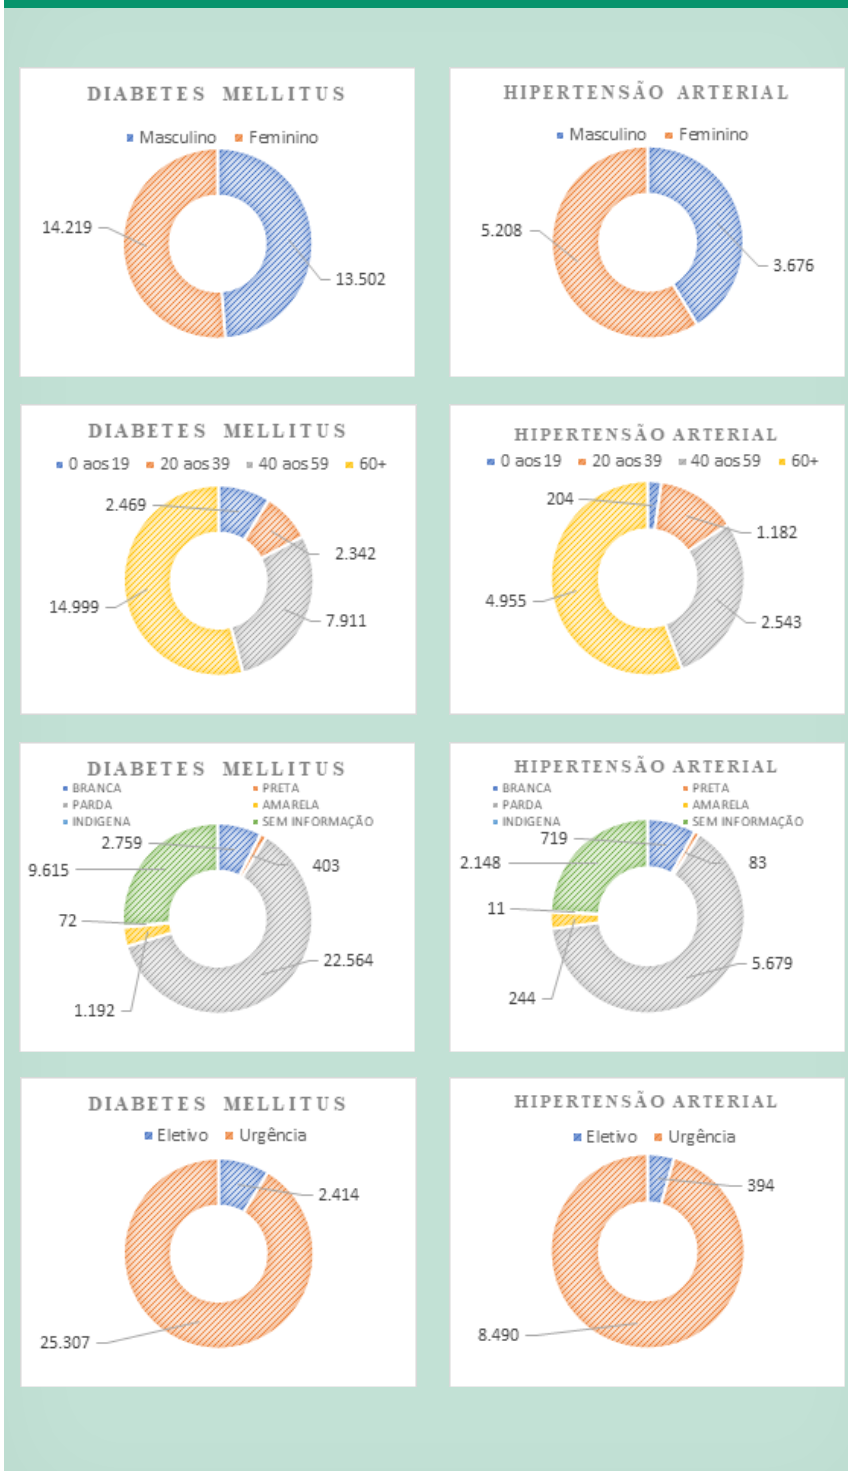 DIABETES MELLITUS
Masculino Feminino
14.219
13.502
HIPERTENSÃO ARTERIAL
Masculino Feminino
5.208
3.676
DIABETES MELLITUS
0 aos 19 20 aos 39 40 aos 59 60+
2.469
2.342
14.999
7.911
HIPERTENSÃO ARTERIAL
0 aos 19 20 aos 39 40 aos 59 60+
204
1.182
4.955
2.543
DIABETES MELLITUS
BRANCA PRETA
PARDA AMARELA
INDIGENA SEM INFORMAÇÃO
2.759
403
9.615
72
22.564
1.192
HIPERTENSÃO ARTERIAL
BRANCA PRETA
PARDA AMARELA
INDIGENA SEM INFORMAÇÃO
719
83
2.148
11
5.679
244
DIABETES MELLITUS
Eletivo Urgência
2.414
25.307
HIPERTENSÃO ARTERIAL
Eletivo Urgência
394
8.490